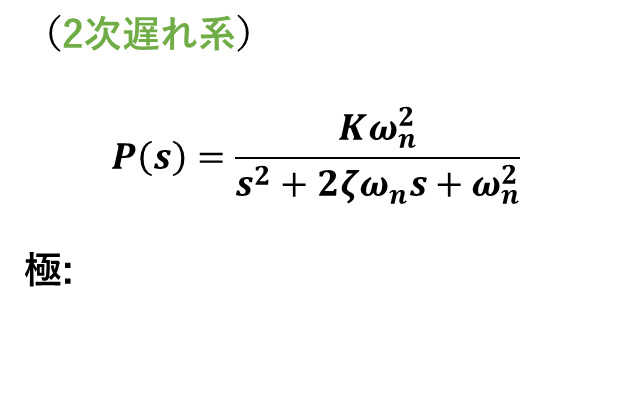 （2次遅れ系）
P(s) = Kω_n^2 / (s^2 + 2ζω_n s + ω_n^2)
極: